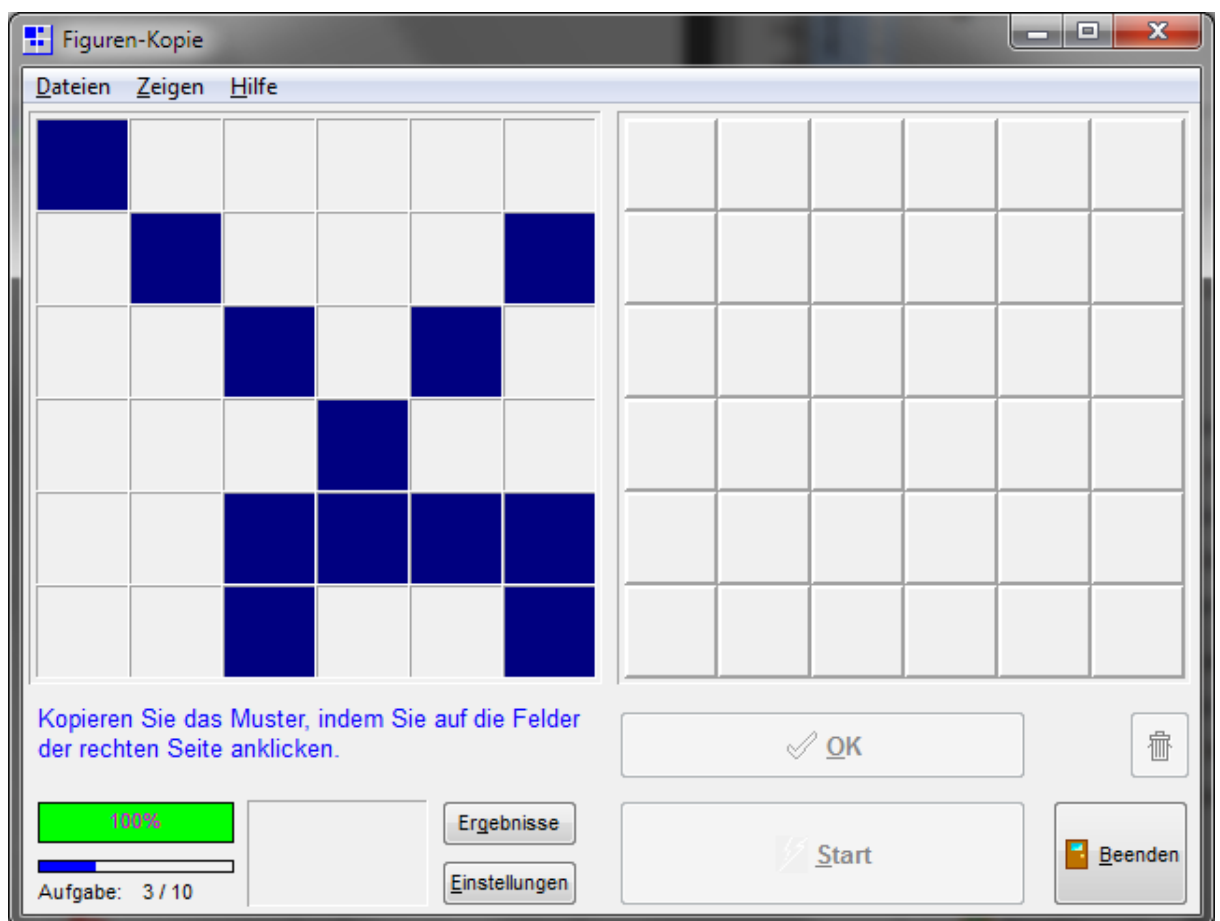 Figuren-Kopie
Dateien Zeigen Hilfe
Kopieren Sie das Muster, indem Sie auf die Felder
der rechten Seite anklicken.
OK
100%
Ergebnisse
Aufgabe: 3 / 10
Einstellungen
Start
Beenden